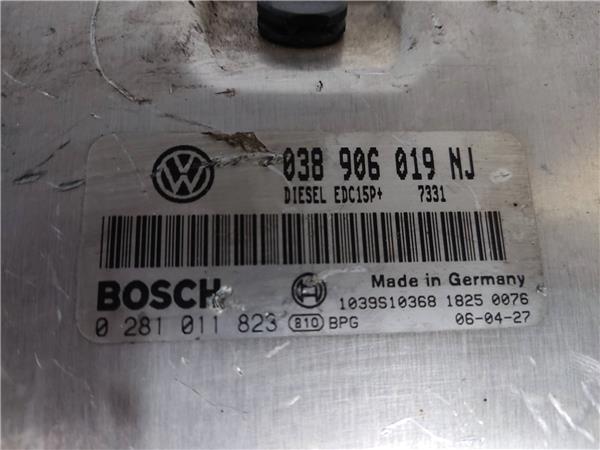 038 906 019 NJ
DIESEL EDC15P+ 7331
BOSCH
Made in Germany
1039S10368 1825 0076
0 281 011 823 810 BPG 06-04-27